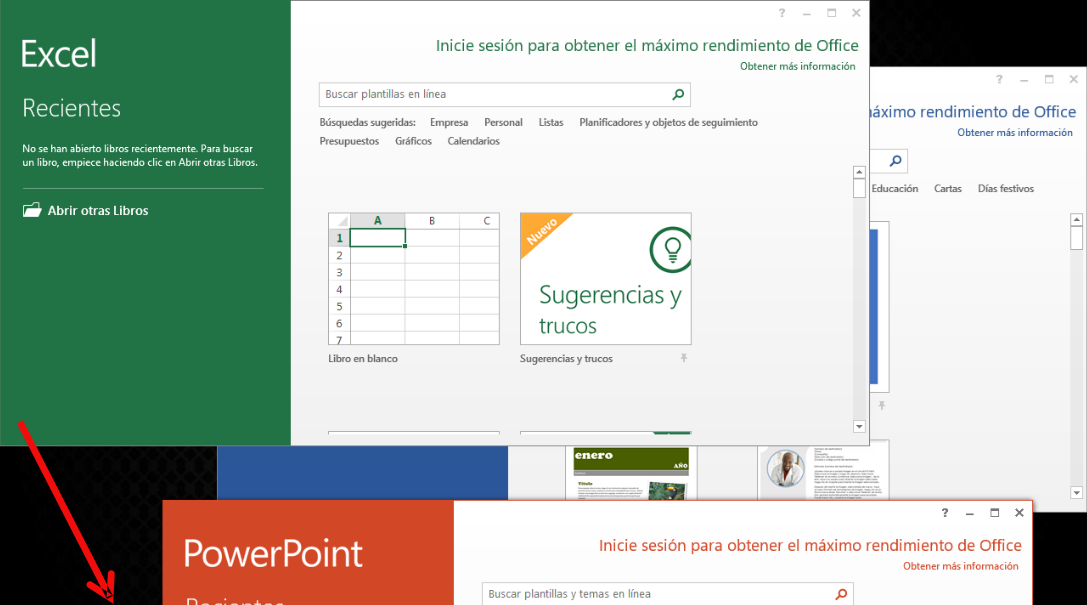 Excel
Recientes
No se han abierto libros recientemente. Para buscar
un libro, empiece haciendo clic en Abrir otras Libros.
Abrir otras Libros
?
Inicie sesión para obtener el máximo rendimiento de Office
Obtener más información
Buscar plantillas en línea
Búsquedas sugeridas: Empresa Personal Listas Planificadores y objetos de seguimiento
Presupuestos Gráficos Calendarios
A B C
1
2
3
4
5
6
7
Libro en blanco
Nuevo
Sugerencias y
trucos
Sugerencias y trucos
?
máximo rendimiento de Office
Obtener más información
Educación Cartas Días festivos
enero
AÑO
Título
?
PowerPoint
Recientes
Inicie sesión para obtener el máximo rendimiento de Office
Obtener más información
Buscar plantillas y temas en línea